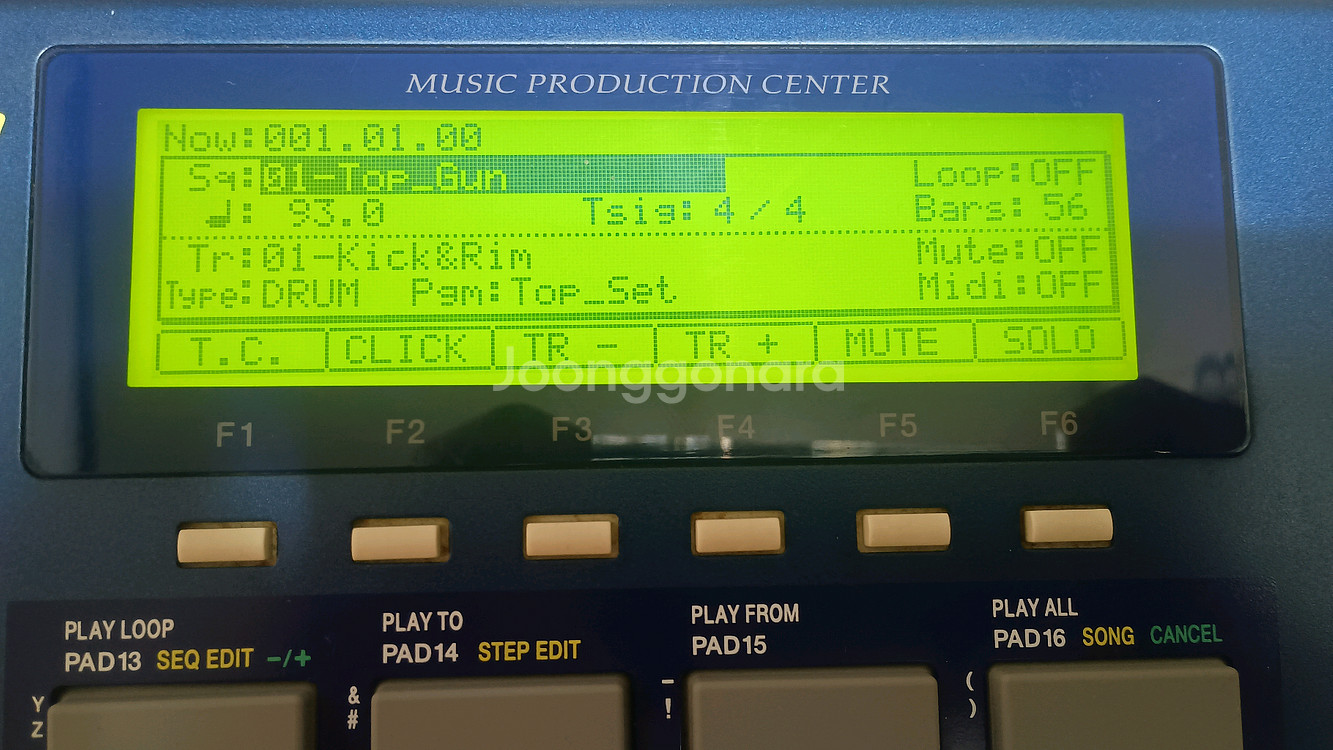 MUSIC PRODUCTION CENTER
Now:001.01.00
Sq:01-Top_Gun Loop:OFF
♩: 93.0 Tsig: 4/4 Bars: 56
Tr:01-Kick&Rim Mute:OFF
Type:DRUM Pgm:Top_Set Midi:OFF
T.C. CLICK TR - TR + MUTE SOLO
Joonggonara
F1 F2 F3 F4 F5 F6
PLAY LOOP PLAY TO PLAY FROM PLAY ALL
PAD13 SEQ EDIT -/+ PAD14 STEP EDIT PAD15 PAD16 SONG CANCEL
Y & - (
Z # ! )